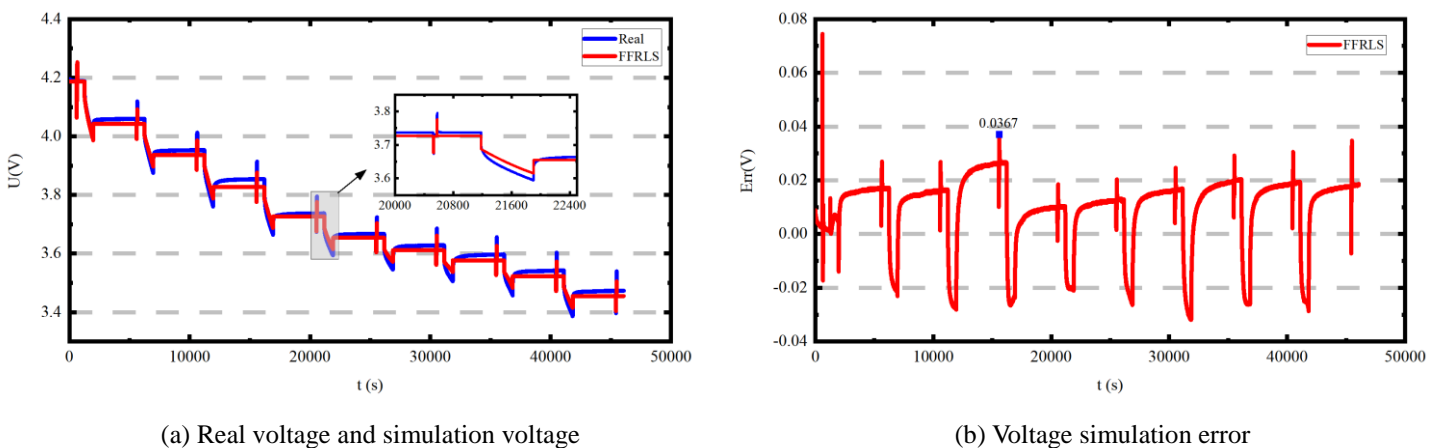 4.4
4.2
4.0
3.8
3.6
3.4
U(V)
Real
FFRLS
3.8
3.7
3.6
20000 20800 21600 22400
0 10000 20000 30000 40000 50000
t (s)
(a) Real voltage and simulation voltage
0.08
0.06
0.04
0.02
0.00
-0.02
-0.04
Err(V)
FFRLS
0.0367
0 10000 20000 30000 40000 50000
t (s)
(b) Voltage simulation error